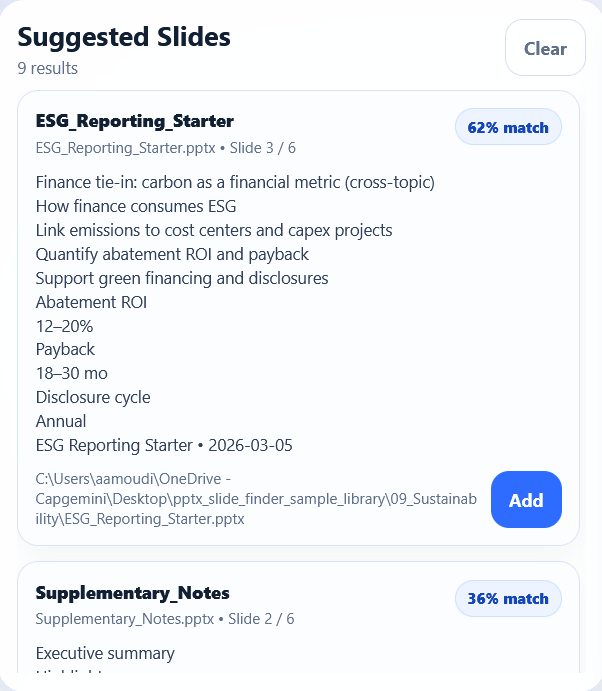 Suggested Slides
Clear
9 results
ESG_Reporting_Starter
62% match
ESG_Reporting_Starter.pptx • Slide 3 / 6
Finance tie-in: carbon as a financial metric (cross-topic)
How finance consumes ESG
Link emissions to cost centers and capex projects
Quantify abatement ROI and payback
Support green financing and disclosures
Abatement ROI
12–20%
Payback
18–30 mo
Disclosure cycle
Annual
ESG Reporting Starter • 2026-03-05
C:\Users\aamoudi\OneDrive -
Capgemini\Desktop\pptx_slide_finder_sample_library\09_Sustainab
ility\ESG_Reporting_Starter.pptx
Add
Supplementary_Notes
36% match
Supplementary_Notes.pptx • Slide 2 / 6
Executive summary